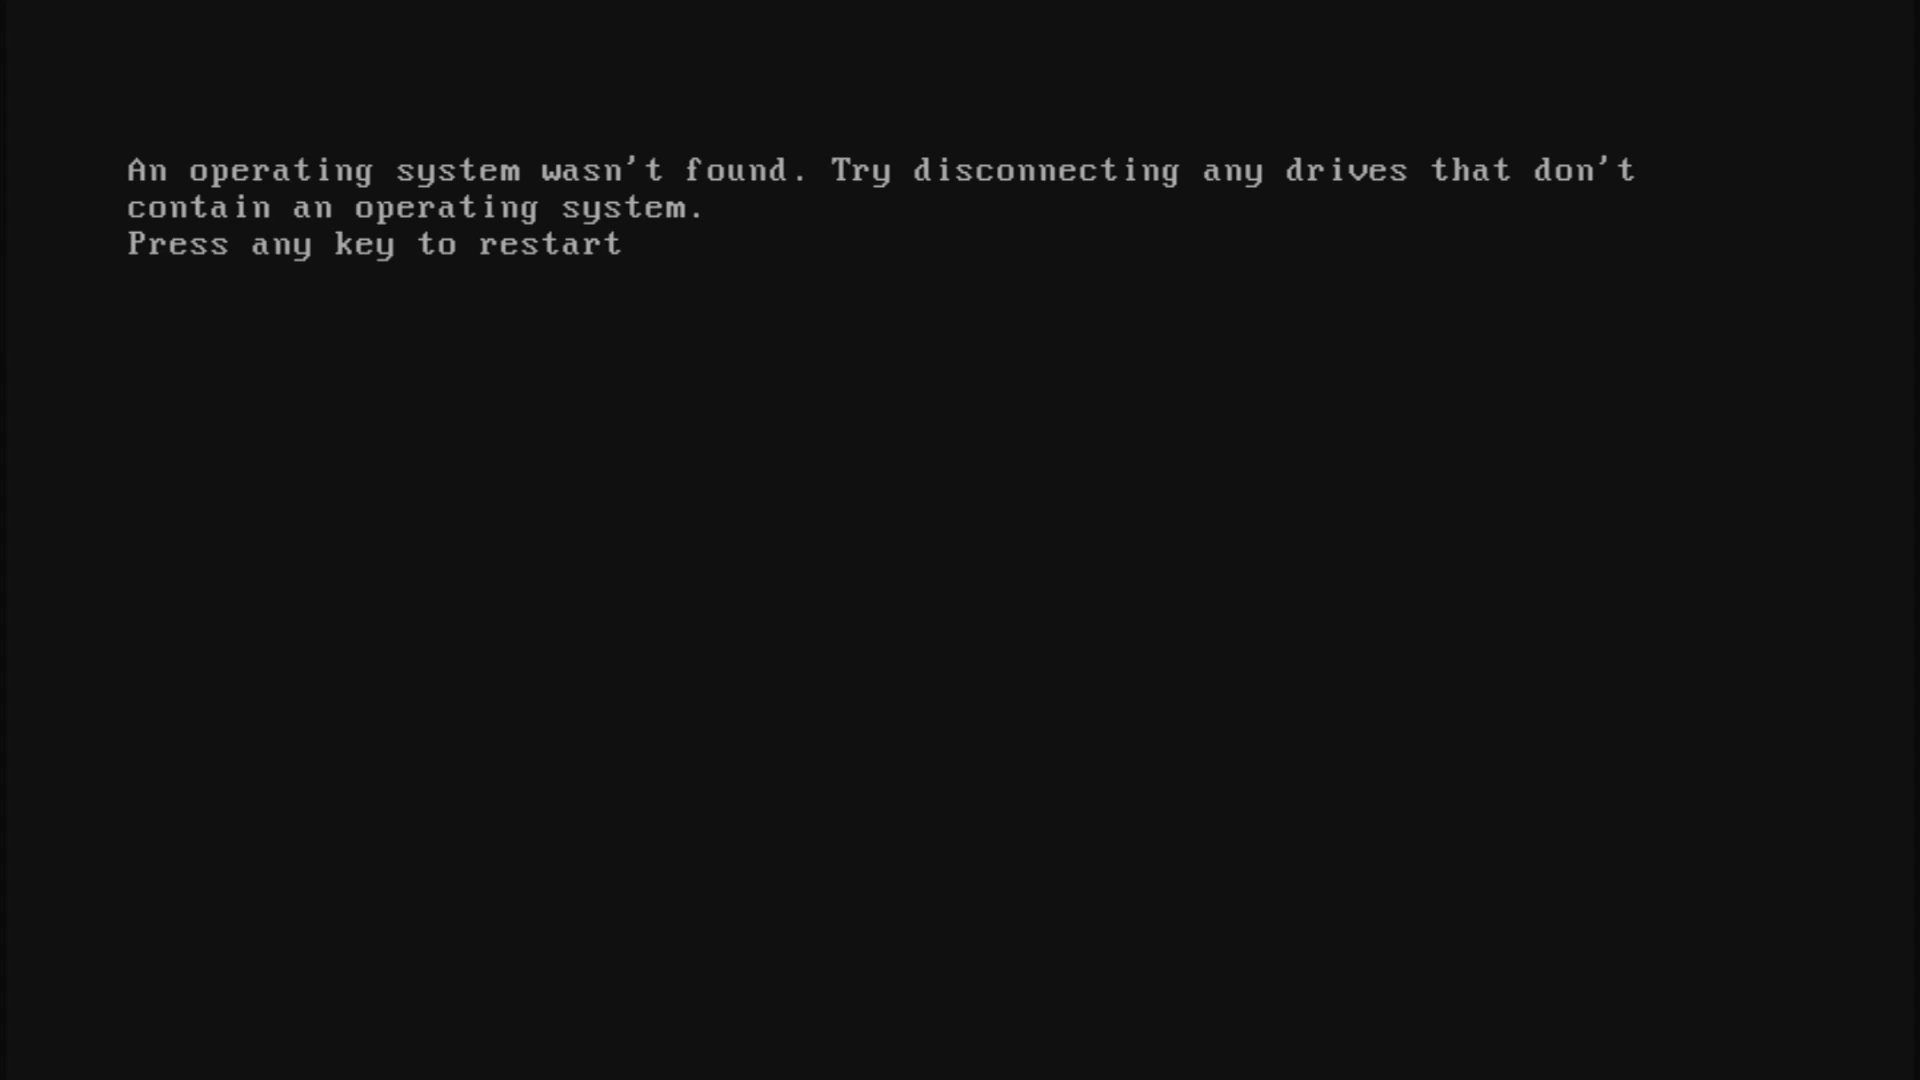 An operating system wasn't found. Try disconnecting any drives that don't
contain an operating system.
Press any key to restart